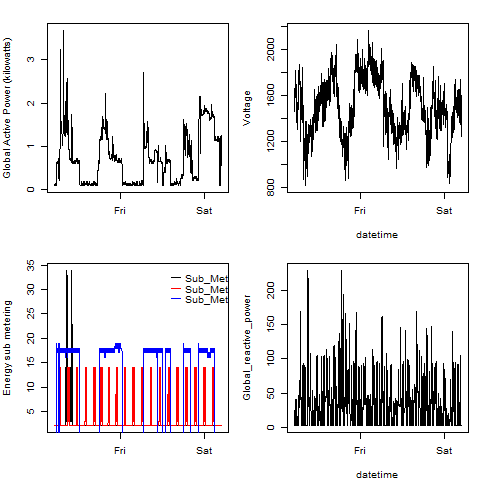 Global Active Power (kilowatts)
0
1
2
3
Fri
Sat
Voltage
800
1200
1600
2200
Fri
Sat
datetime
Energy sub metering
5
10
15
20
25
30
35
Sub_Met
Sub_Met
Sub_Met
Fri
Sat
Global_reactive_power
0
50
100
150
200
Fri
Sat
datetime